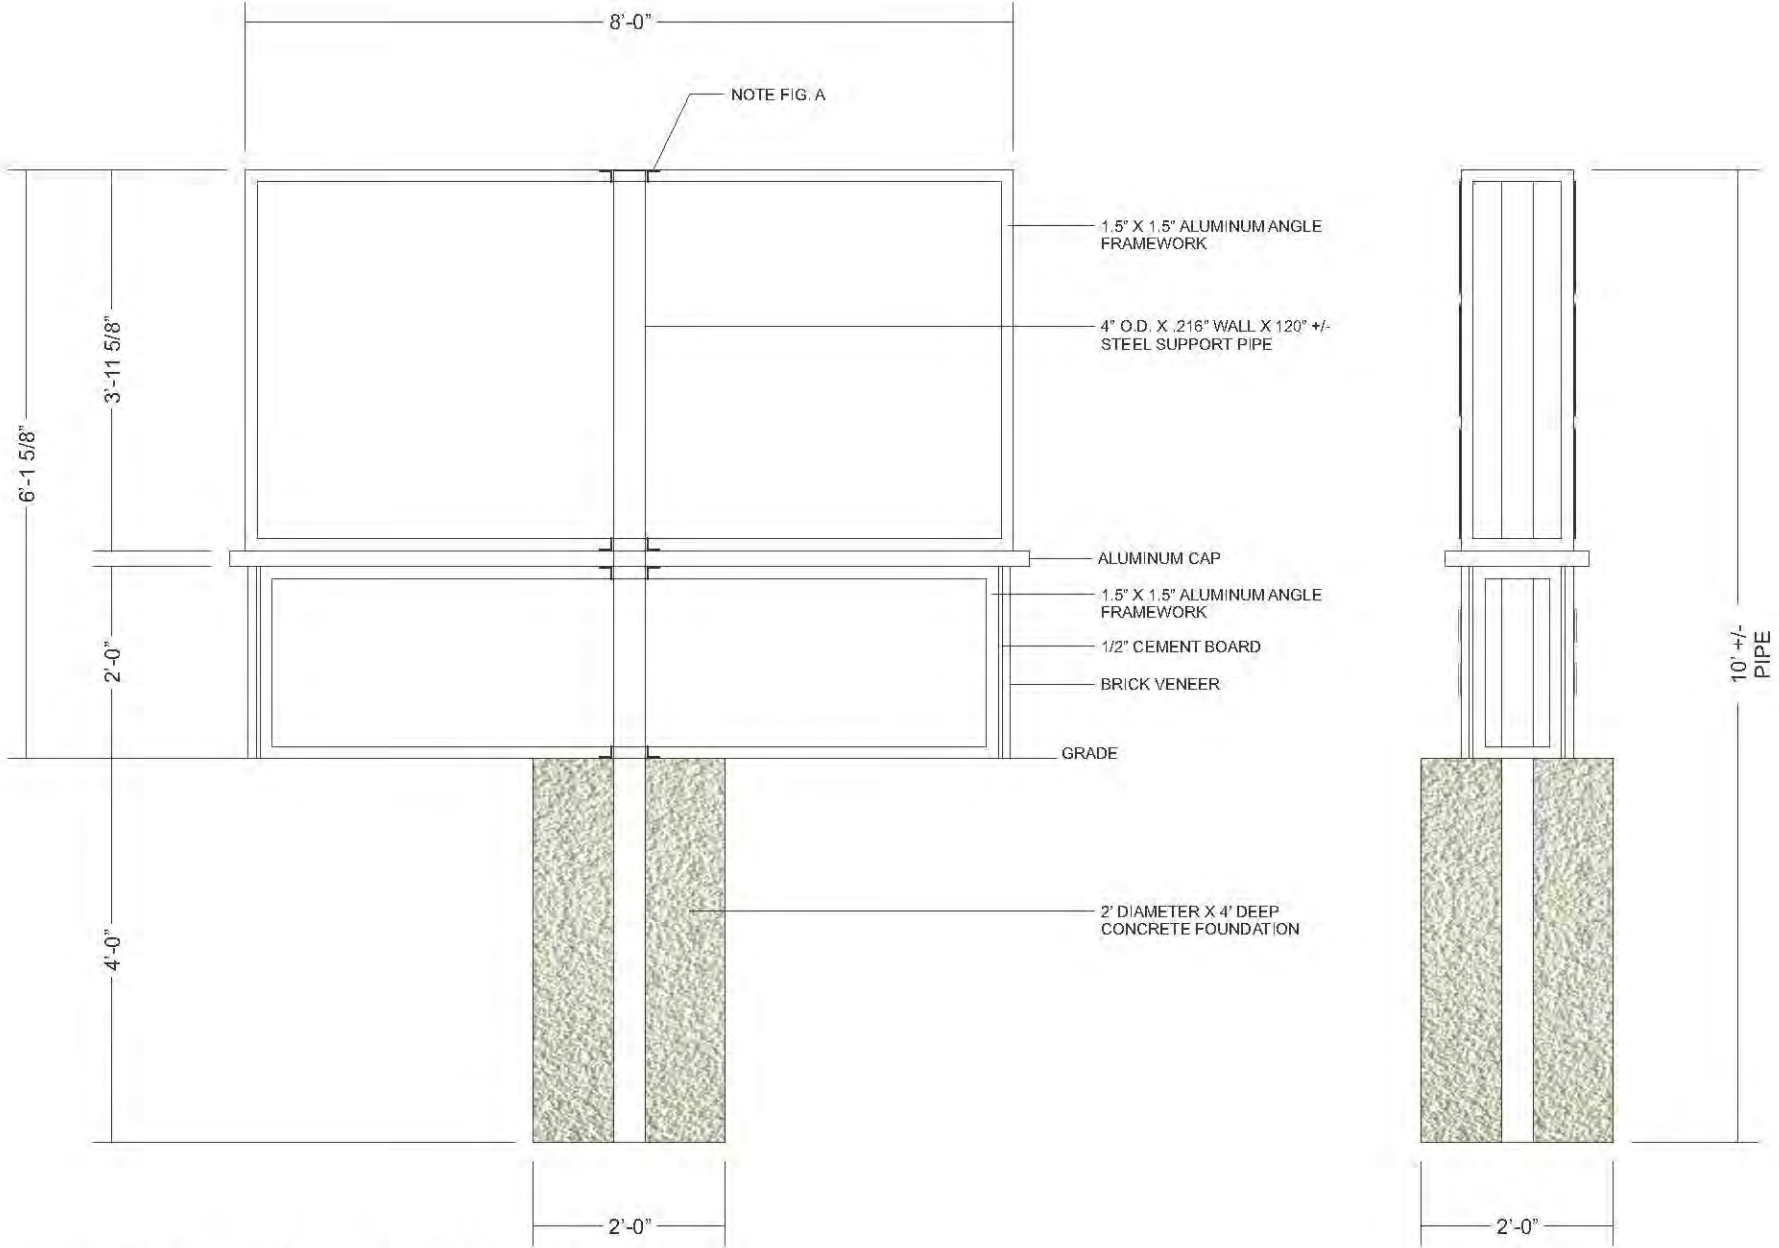 8'-0"
NOTE FIG. A
1.5" X 1.5" ALUMINUM ANGLE
FRAMEWORK
4" O.D. X .216" WALL X 120" +/-
STEEL SUPPORT PIPE
3'-11 5/8"
6'-1 5/8"
ALUMINUM CAP
1.5" X 1.5" ALUMINUM ANGLE
FRAMEWORK
1/2" CEMENT BOARD
BRICK VENEER
2'-0"
10' +/-
PIPE
GRADE
2' DIAMETER X 4' DEEP
CONCRETE FOUNDATION
4'-0"
2'-0"
2'-0"